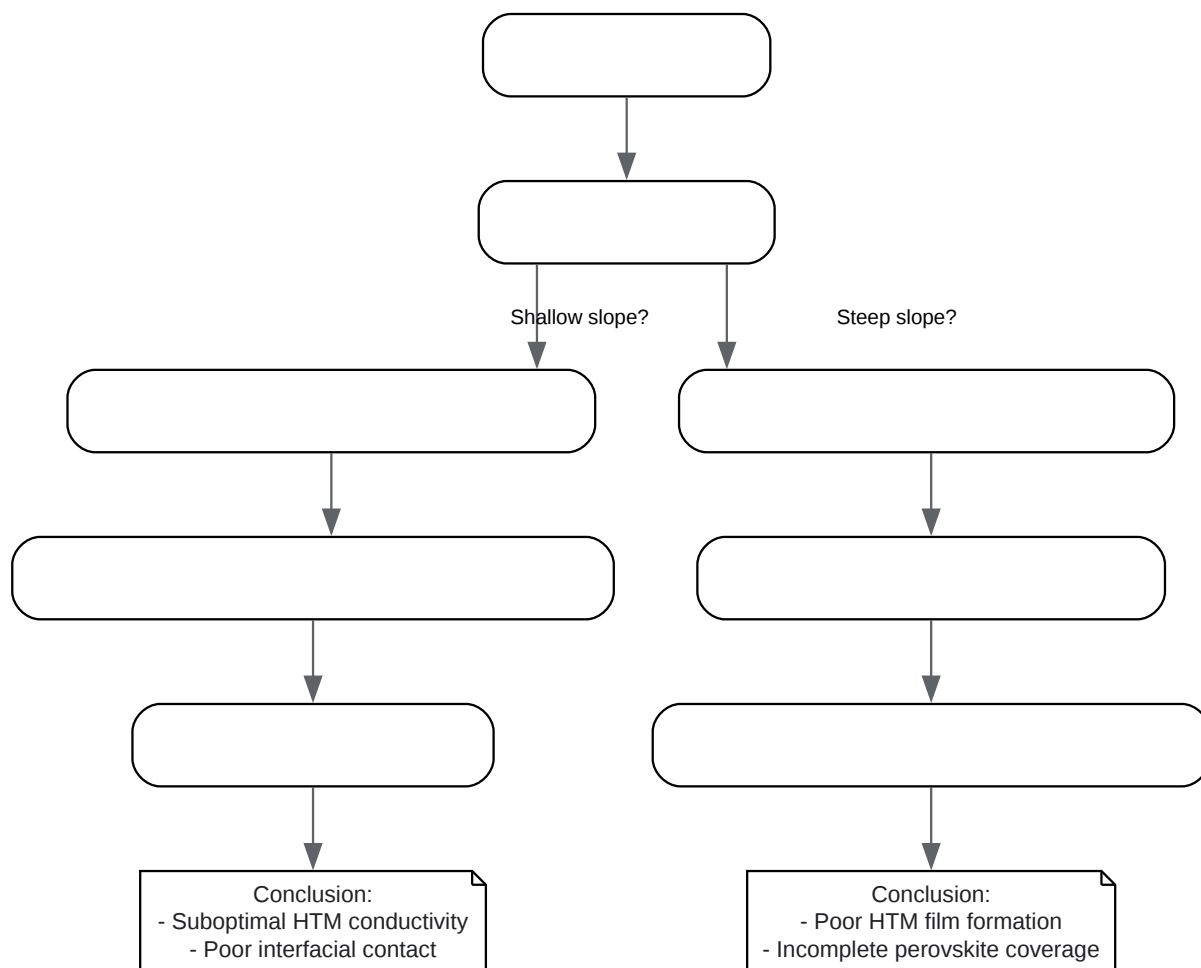 Shallow slope?
Steep slope?
Conclusion:
- Suboptimal HTM conductivity
- Poor interfacial contact
Conclusion:
- Poor HTM film formation
- Incomplete perovskite coverage